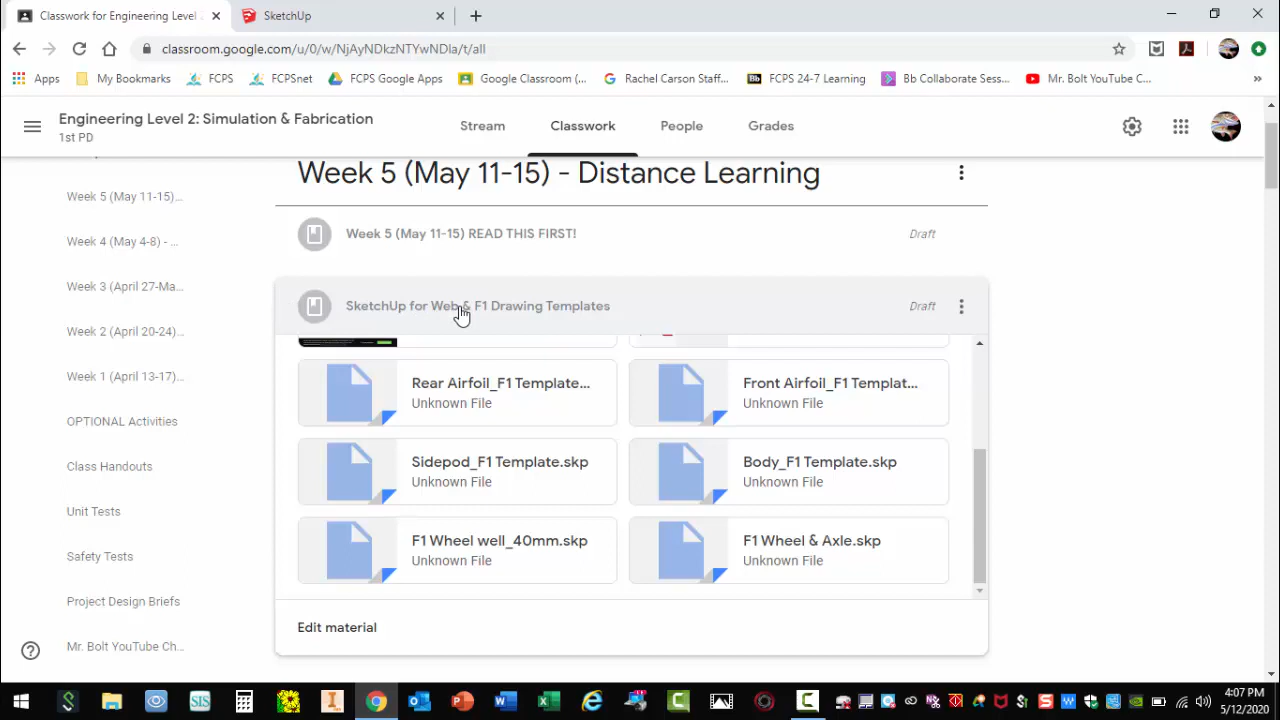 Classwork for Engineering Level
SketchUp
classroom.google.com/u/0/w/NjAyNDkzNTYwNDla/t/all
Apps
My Bookmarks
FCPS
FCPSnet
FCPS Google Apps
Google Classroom (...
Rachel Carson Staff...
Bb
FCPS 24-7 Learning
Bb Collaborate Sess...
Mr. Bolt YouTube C...
»
Engineering Level 2: Simulation & Fabrication
1st PD
Stream
Classwork
People
Grades
Week 5 (May 11-15) - Distance Learning
Week 5 (May 11-15)...
Week 4 (May 4-8) - ...
Week 3 (April 27-Ma...
Week 2 (April 20-24)...
Week 1 (April 13-17)...
OPTIONAL Activities
Class Handouts
Unit Tests
Safety Tests
Project Design Briefs
Mr. Bolt YouTube Ch...
Week 5 (May 11-15) READ THIS FIRST!
Draft
SketchUp for Web & F1 Drawing Templates
Draft
Rear Airfoil_F1 Template...
Unknown File
Front Airfoil_F1 Templat...
Unknown File
Sidepod_F1 Template.skp
Unknown File
Body_F1 Template.skp
Unknown File
F1 Wheel well_40mm.skp
Unknown File
F1 Wheel & Axle.skp
Unknown File
Edit material
SIS
4:07 PM
5/12/2020